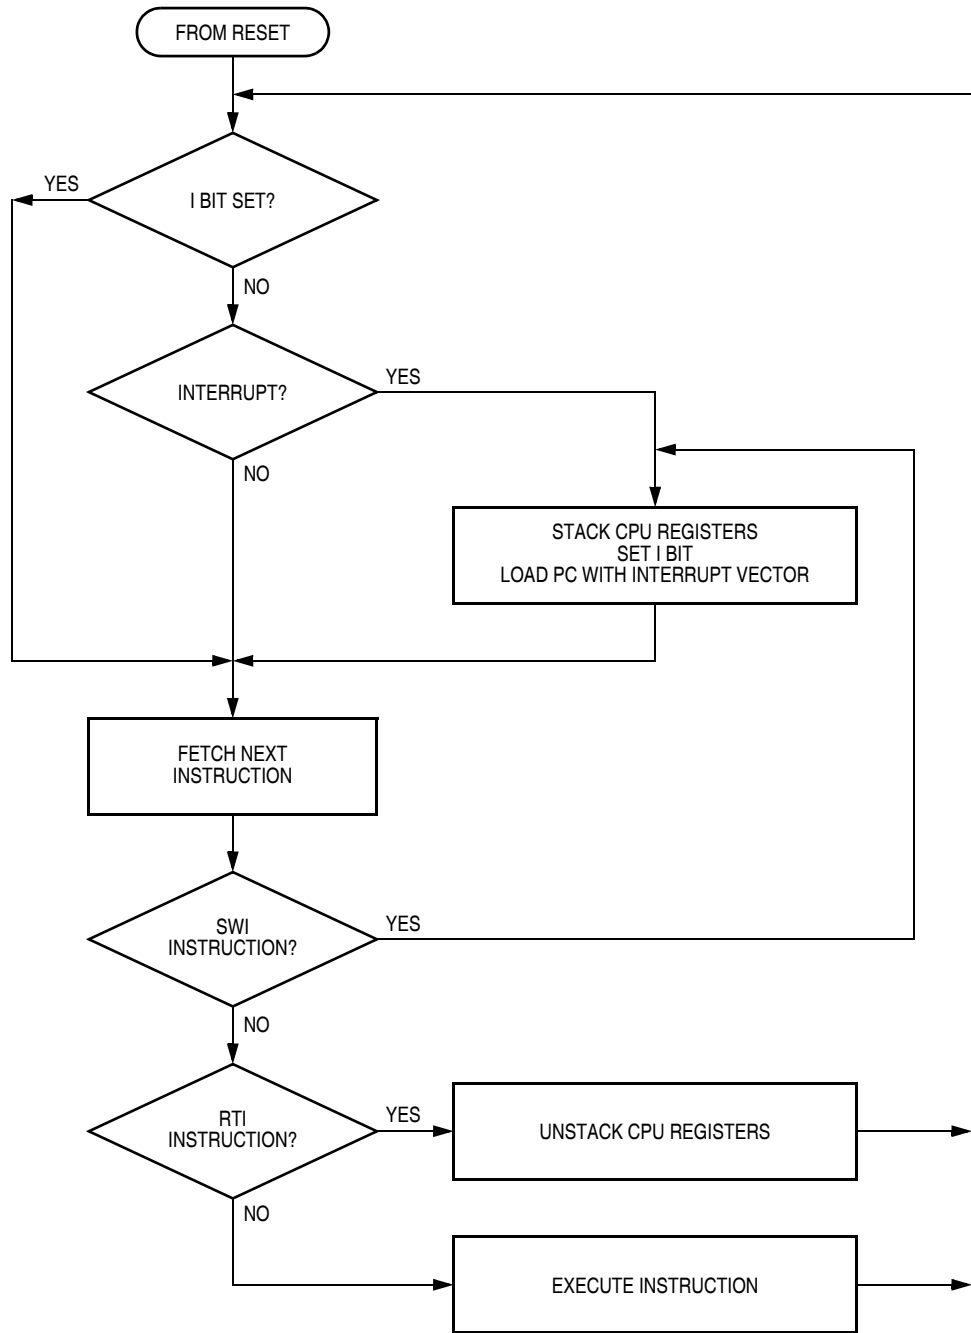 FROM RESET
YES
I BIT SET?
NO
INTERRUPT?
YES
NO
STACK CPU REGISTERS
SET I BIT
LOAD PC WITH INTERRUPT VECTOR
FETCH NEXT
INSTRUCTION
SWI
INSTRUCTION?
YES
NO
RTI
INSTRUCTION?
YES
UNSTACK CPU REGISTERS
NO
EXECUTE INSTRUCTION